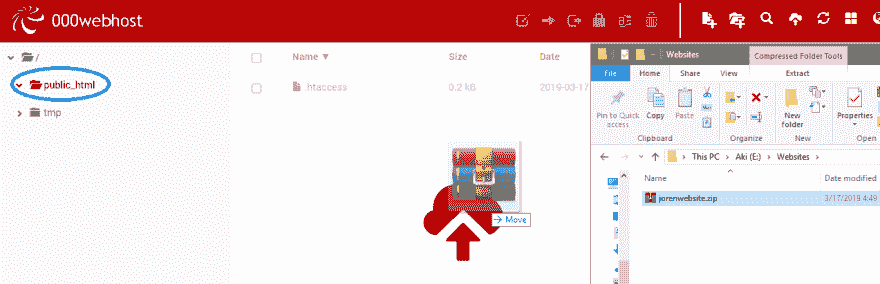 000webhost
/
public_html
tmp
Name ▼ Size Date
htaccess 0.2 kB 2019-03-17
Websites
Compressed Folder Tools
File Home Share View Extract
Pin to Quick access
Copy
Paste
New folder
Properties
Clipboard Organize New Open
This PC > Aki (E:) > Websites >
Name Date modified
jorenwebsite.zip 3/17/2019 4:49
→ Move